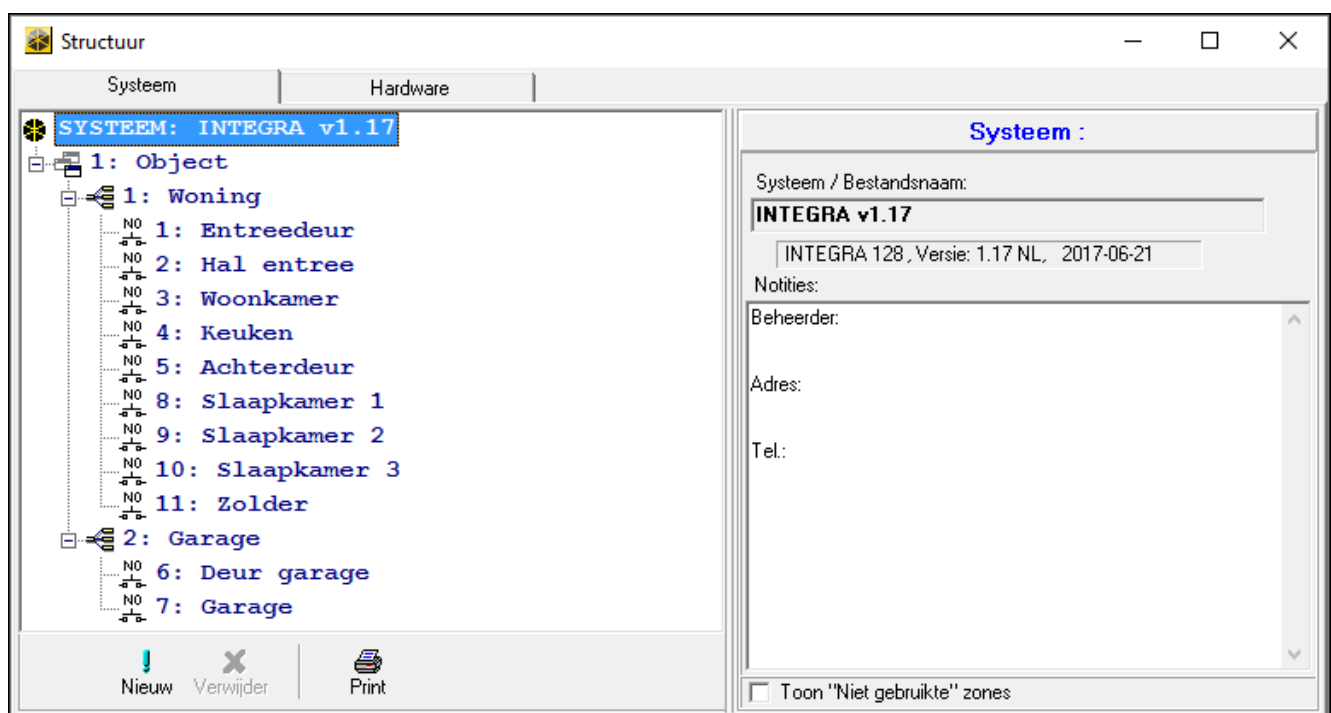 Structuur
Systeem Hardware
SYSTEEM: INTEGRA v1.17
1: Object
1: Woning
NO 1: Entreedeur
NO 2: Hal entree
NO 3: Woonkamer
NO 4: Keuken
NO 5: Achterdeur
NO 8: Slaapkamer 1
NO 9: Slaapkamer 2
NO 10: Slaapkamer 3
NO 11: Zolder
2: Garage
NO 6: Deur garage
NO 7: Garage
Nieuw Verwijder Print
Systeem :
Systeem / Bestandsnaam:
INTEGRA v1.17
INTEGRA 128 , Versie: 1.17 NL, 2017-06-21
Notities:
Beheerder:
Adres:
Tel.:
Toon "Niet gebruikte" zones